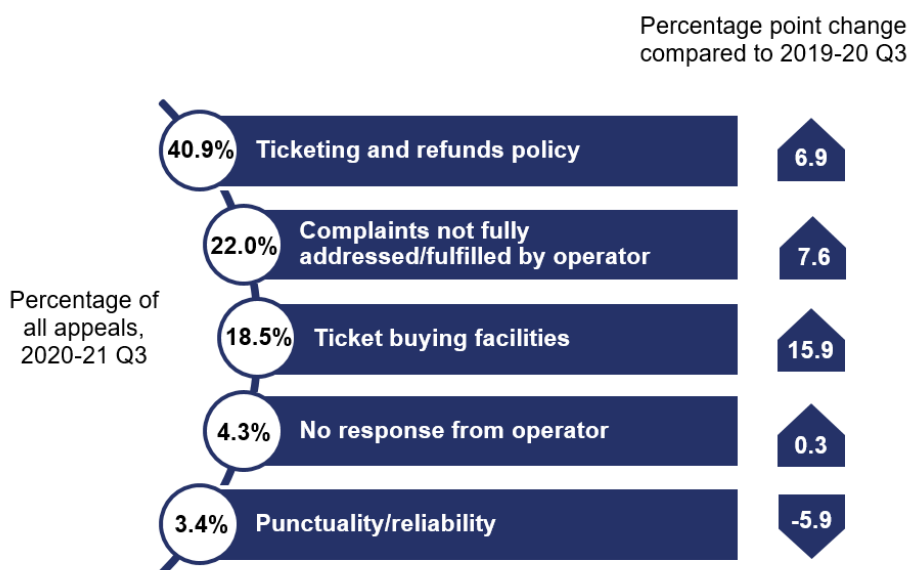 Percentage point change
compared to 2019-20 Q3
40.9% Ticketing and refunds policy 6.9
22.0% Complaints not fully
addressed/fulfilled by operator 7.6
Percentage of
all appeals,
2020-21 Q3
18.5% Ticket buying facilities 15.9
4.3% No response from operator 0.3
3.4% Punctuality/reliability -5.9